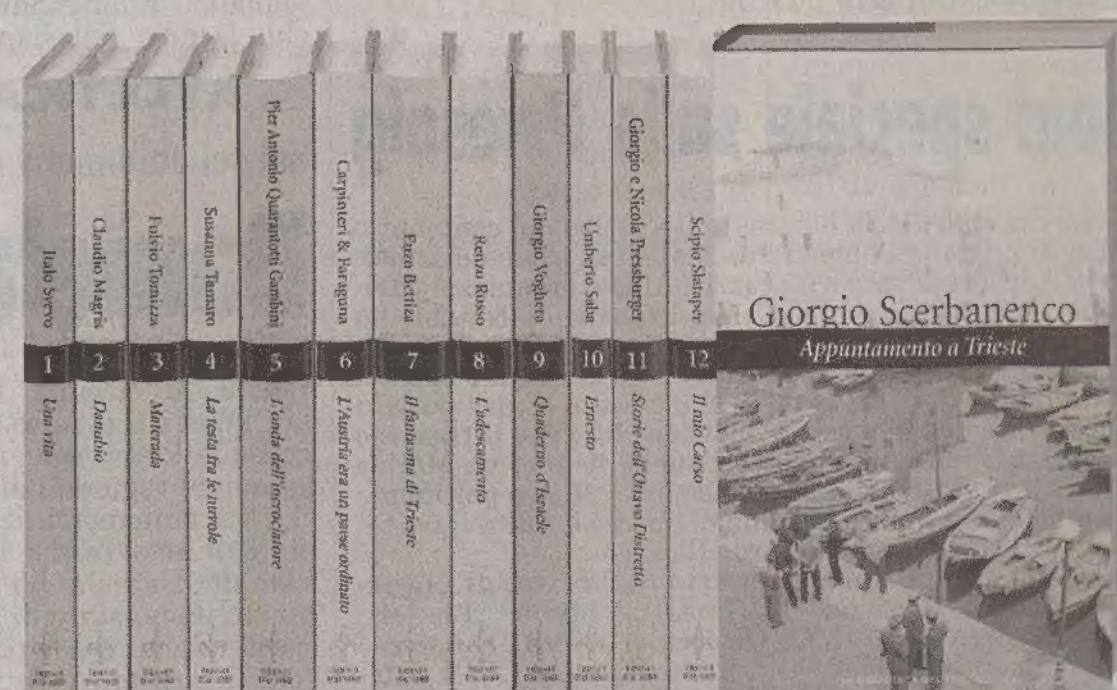 Italo Svevo
1
Una vita
Claudio Magris
2
Danubio
Fulvio Tomizza
3
Materada
Susanna Tamaro
4
La testa fra le nuvole
Pier Antonio Quarantotti Gambini
5
L'onda dell'incrociatore
Carpinteri & Faraguna
6
L'Austria era un paese ordinato
Enzo Bettiza
7
Il fantasma di Trieste
Renzo Rosso
8
L'adescamento
Giorgio Voghera
9
Quaderno d'Israele
Umberto Saba
10
Ernesto
Giorgio e Nicola Pressburger
11
Storie dell'Ottavo Distretto
Scipio Slataper
12
Il mio Carso
Giorgio Scerbanenco
Appuntamento a Trieste